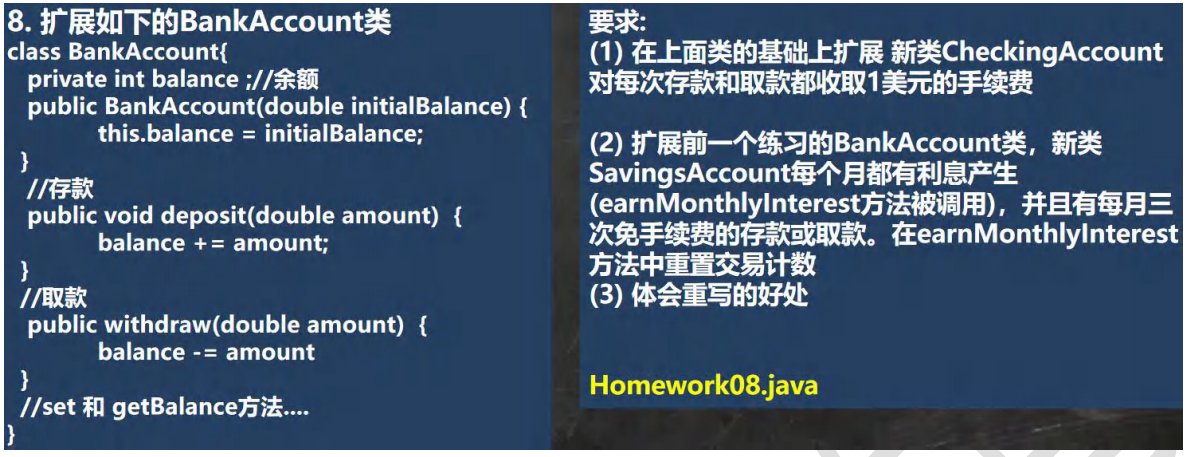 8. 扩展如下的BankAccount类
class BankAccount{
private int balance ;//余额
public BankAccount(double initialBalance) {
this.balance = initialBalance;
}
//存款
public void deposit(double amount) {
balance += amount;
}
//取款
public withdraw(double amount) {
balance -= amount
}
//set 和 getBalance方法....
}
要求:
(1) 在上面类的基础上扩展 新类CheckingAccount
对每次存款和取款都收取1美元的手续费
(2) 扩展前一个练习的BankAccount类，新类
SavingsAccount每个月都有利息产生
(earnMonthlyInterest方法被调用)，并且有每月三
次免手续费的存款或取款。在earnMonthlyInterest
方法中重置交易计数
(3) 体会重写的好处
Homework08.java